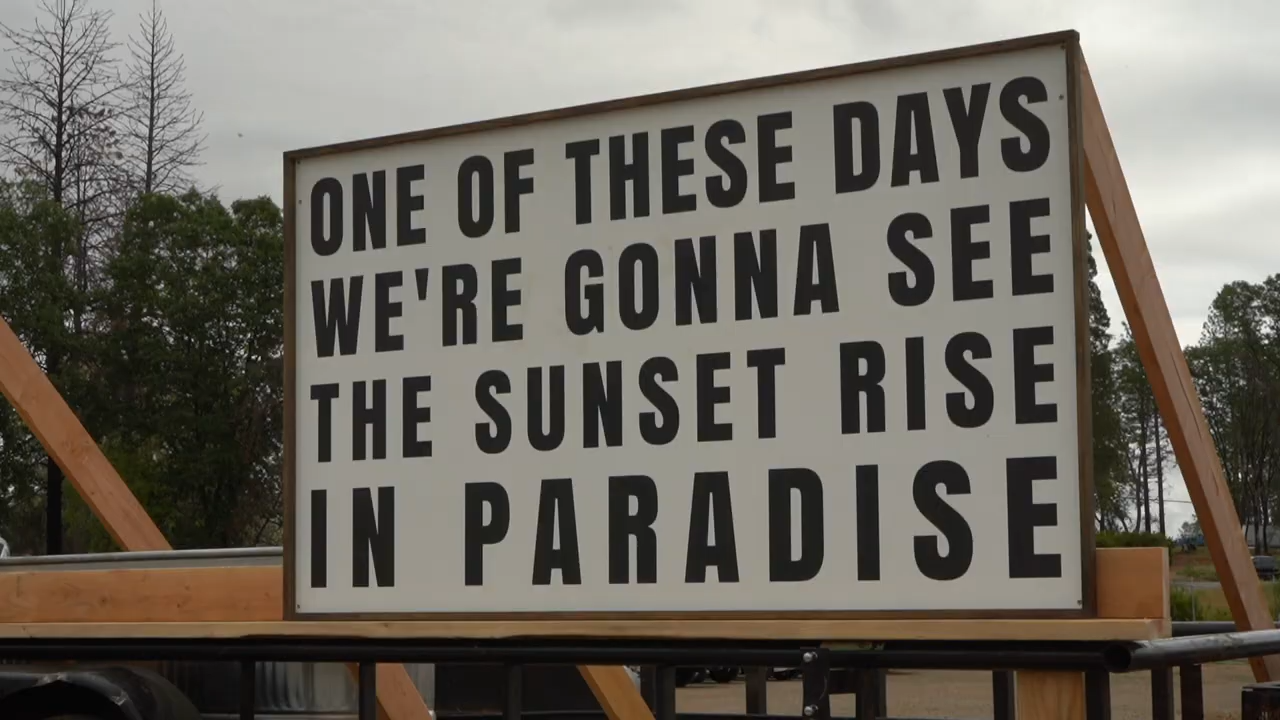 ONE OF THESE DAYS
WE'RE GONNA SEE
THE SUNSET RISE
IN PARADISE